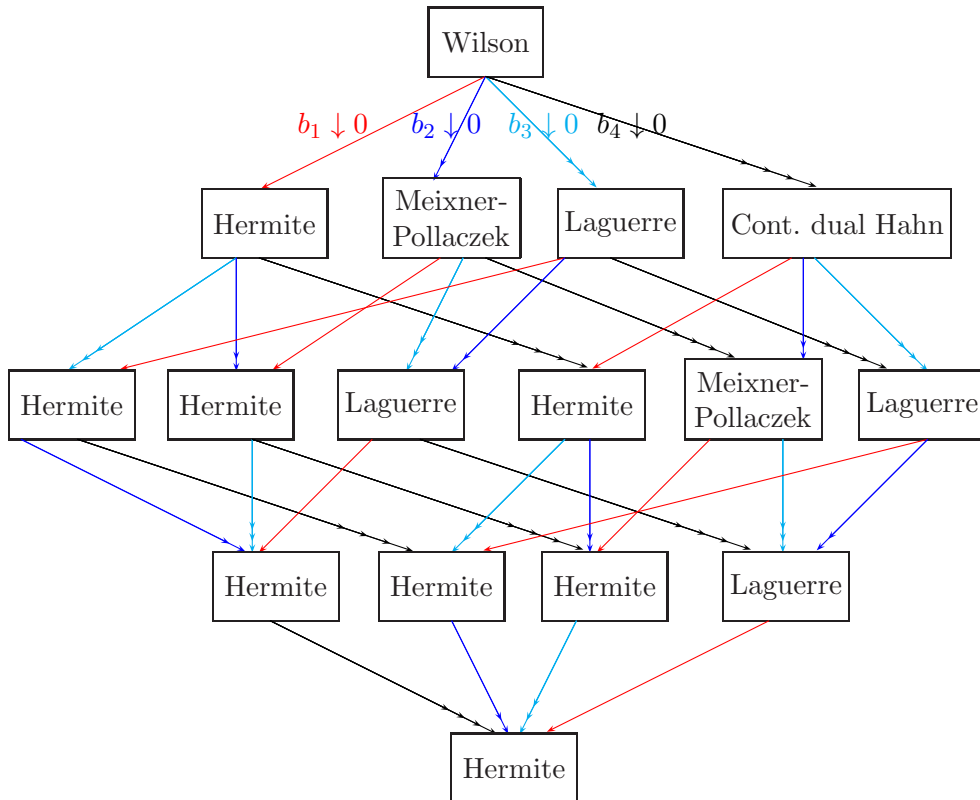 Wilson
b₁ ↓ 0
b₂ ↓ 0
b₃ ↓ 0
b₄ ↓ 0
Hermite
Meixner-
Pollaczek
Laguerre
Cont. dual Hahn
Hermite
Hermite
Laguerre
Hermite
Meixner-
Pollaczek
Laguerre
Hermite
Hermite
Hermite
Laguerre
Hermite